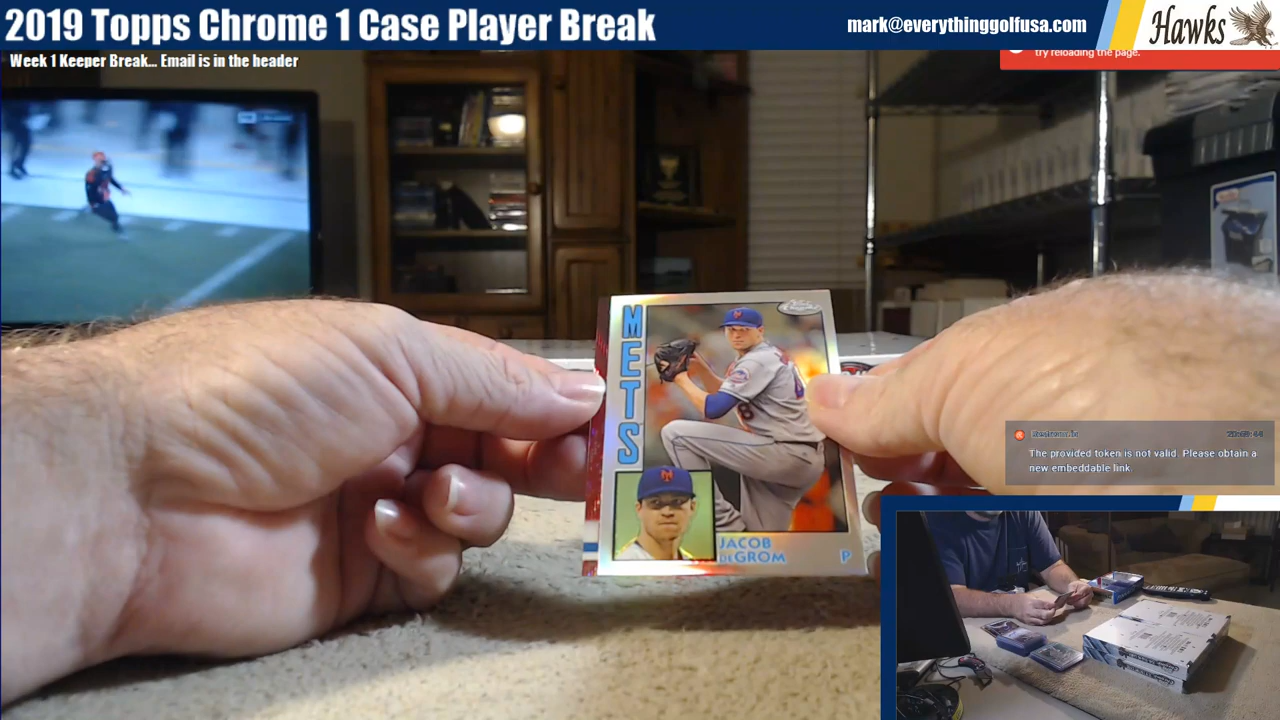 2019 Topps Chrome 1 Case Player Break
mark@everythinggolfusa.com
Hawks
Week 1 Keeper Break... Email is in the header
try reloading the page.
METS
8
JACOB
deGROM
P
The provided token is not valid. Please obtain a
new embeddable link.